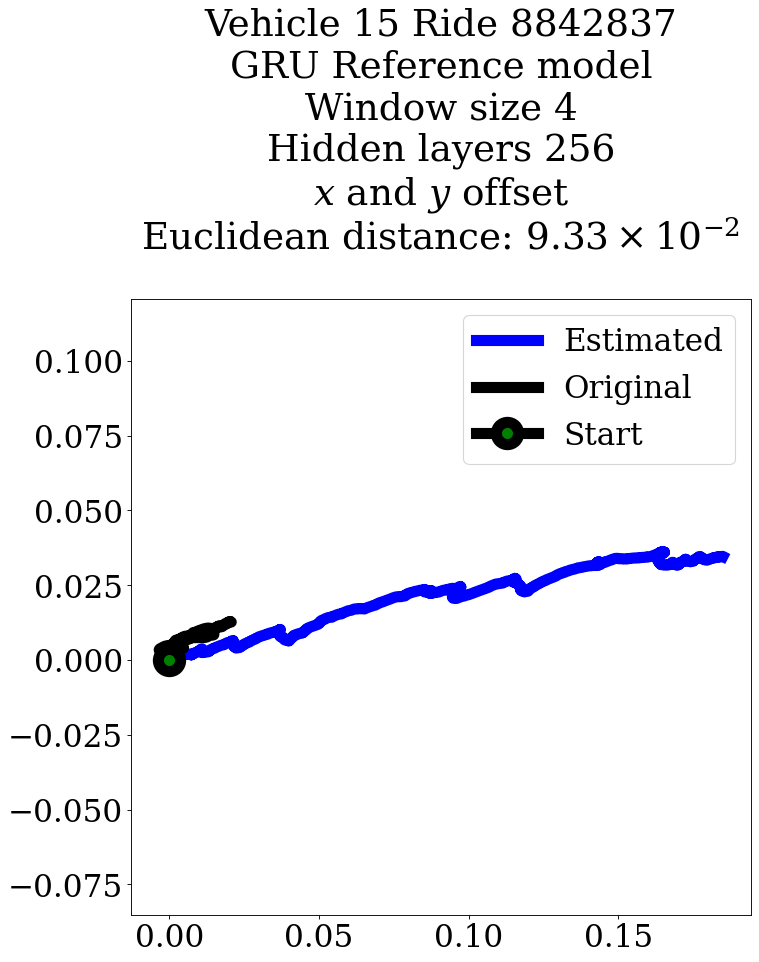 Vehicle 15 Ride 8842837
GRU Reference model
Window size 4
Hidden layers 256
x and y offset
Euclidean distance: 9.33 × 10⁻²
Estimated
Original
Start
0.100
0.075
0.050
0.025
0.000
−0.025
−0.050
−0.075
0.00 0.05 0.10 0.15